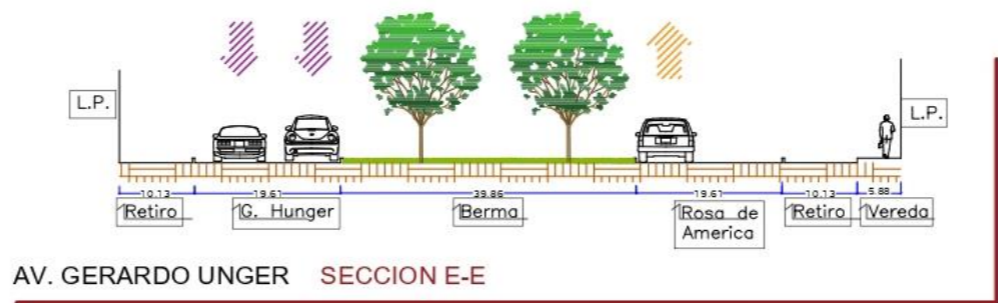 L.P.
L.P.
10.13 19.61 39.86 19.61 10.13 5.88
Retiro G. Hunger Berma Rosa de America Retiro Vereda
AV. GERARDO UNGER SECCION E-E